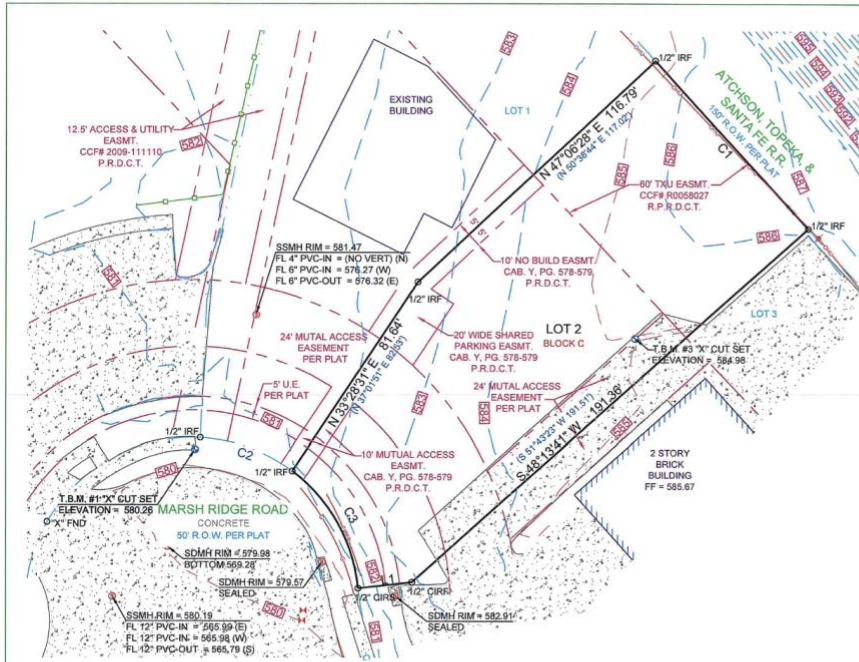 583
584
1/2" IRF
595
594
593
592
ATCHSON, TOPEKA, &
SANTA FE R.R.
150' R.O.W. PER PLAT
EXISTING
BUILDING
LOT 1
12.5' ACCESS & UTILITY
EASMT.
CCF# 2009-111110
P.R.D.C.T.
582
N 47°06'28" E 116.79'
(N 50°38'44" E 117.02')
585
586
C1
587
60' TXU EASMT.
CCF# R0058027
R.P.R.D.C.T.
1/2" IRF
586
5' 5'
SSMH RIM = 581.47
FL 4" PVC-IN = (NO VERT) (N)
FL 6" PVC-IN = 576.27 (W)
FL 6" PVC-OUT = 576.32 (E)
581
10' NO BUILD EASMT.
CAB. Y, PG. 578-579,
P.R.D.C.T.
1/2" IRF
LOT 3
24' MUTAL ACCESS
EASEMENT
PER PLAT
20' WIDE SHARED
PARKING EASMT.
CAB. Y, PG. 578-579
P.R.D.C.T.
LOT 2
BLOCK C
T.B.M. #3 "X" CUT SET
ELEVATION = 584.98
N 33°28'31" E 81.64'
(N 37°01'51" E 82.53')
24' MUTAL ACCESS
EASEMENT
PER PLAT
5' U.E.
PER PLAT
583
584
(S 51°43'23" W 191.51')
S 48°13'41" W 191.36'
585
581
1/2" IRF
C2
580
1/2" IRF
10' MUTUAL ACCESS
EASMT.
CAB. Y, PG. 578-579
P.R.D.C.T.
2 STORY
BRICK
BUILDING
FF = 585.67
T.B.M. #1 "X" CUT SET
ELEVATION = 580.26
"X" FND
MARSH RIDGE ROAD
CONCRETE
50' R.O.W. PER PLAT
C3
SDMH RIM = 579.98
BOTTOM 569.28'
SDMH RIM = 579.57
SEALED
582
L1
1/2" CIRS
1/2" CIRF
SSMH RIM = 580.19
FL 12" PVC-IN = 565.99 (E)
FL 12" PVC-IN = 565.98 (W)
FL 12" PVC-OUT = 565.79 (S)
580
581
SDMH RIM = 582.91
SEALED